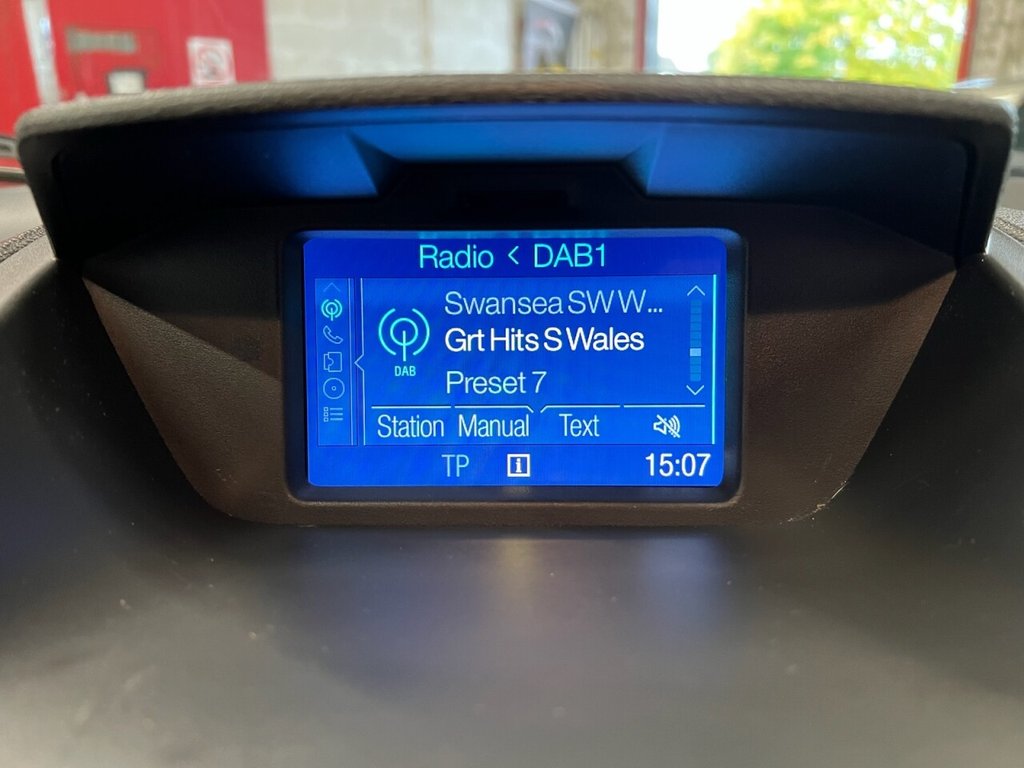 Radio < DAB1
Swansea SW W...
Grt Hits S Wales
DAB
Preset 7
Station Manual Text
TP i 15:07